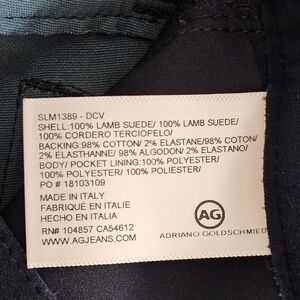 SLM1389 - DCV
SHELL:100% LAMB SUEDE/ 100% LAMB SUEDE/
100% CORDERO TERCIOPELO/
BACKING:98% COTTON/ 2% ELASTANE/98% COTON/
2% ÉLASTHANNE/ 98% ALGODON/ 2% ELASTANO/
BODY/ POCKET LINING:100% POLYESTER/
100% POLYESTER/ 100% POLIESTER/
PO # 18103109
MADE IN ITALY
FABRIQUÉ EN ITALIE
HECHO EN ITALIA
RN# 104857 CA54612
WWW.AGJEANS.COM
AG
ADRIANO GOLDSCHMIED